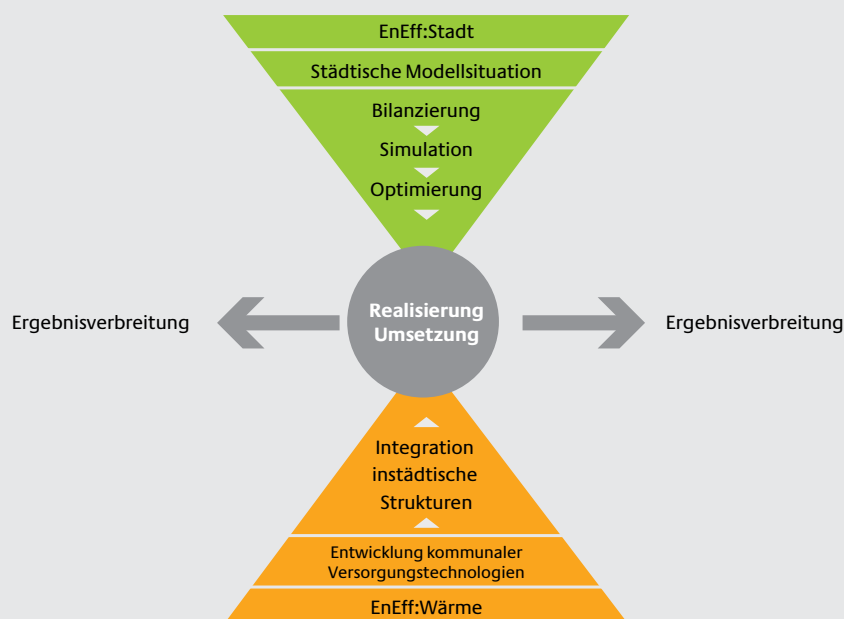 EnEff:Stadt
Städtische Modellsituation
Bilanzierung
Simulation
Optimierung
Realisierung
Umsetzung
Ergebnisverbreitung
Ergebnisverbreitung
Integration
instädtische
Strukturen
Entwicklung kommunaler
Versorgungstechnologien
EnEff:Wärme